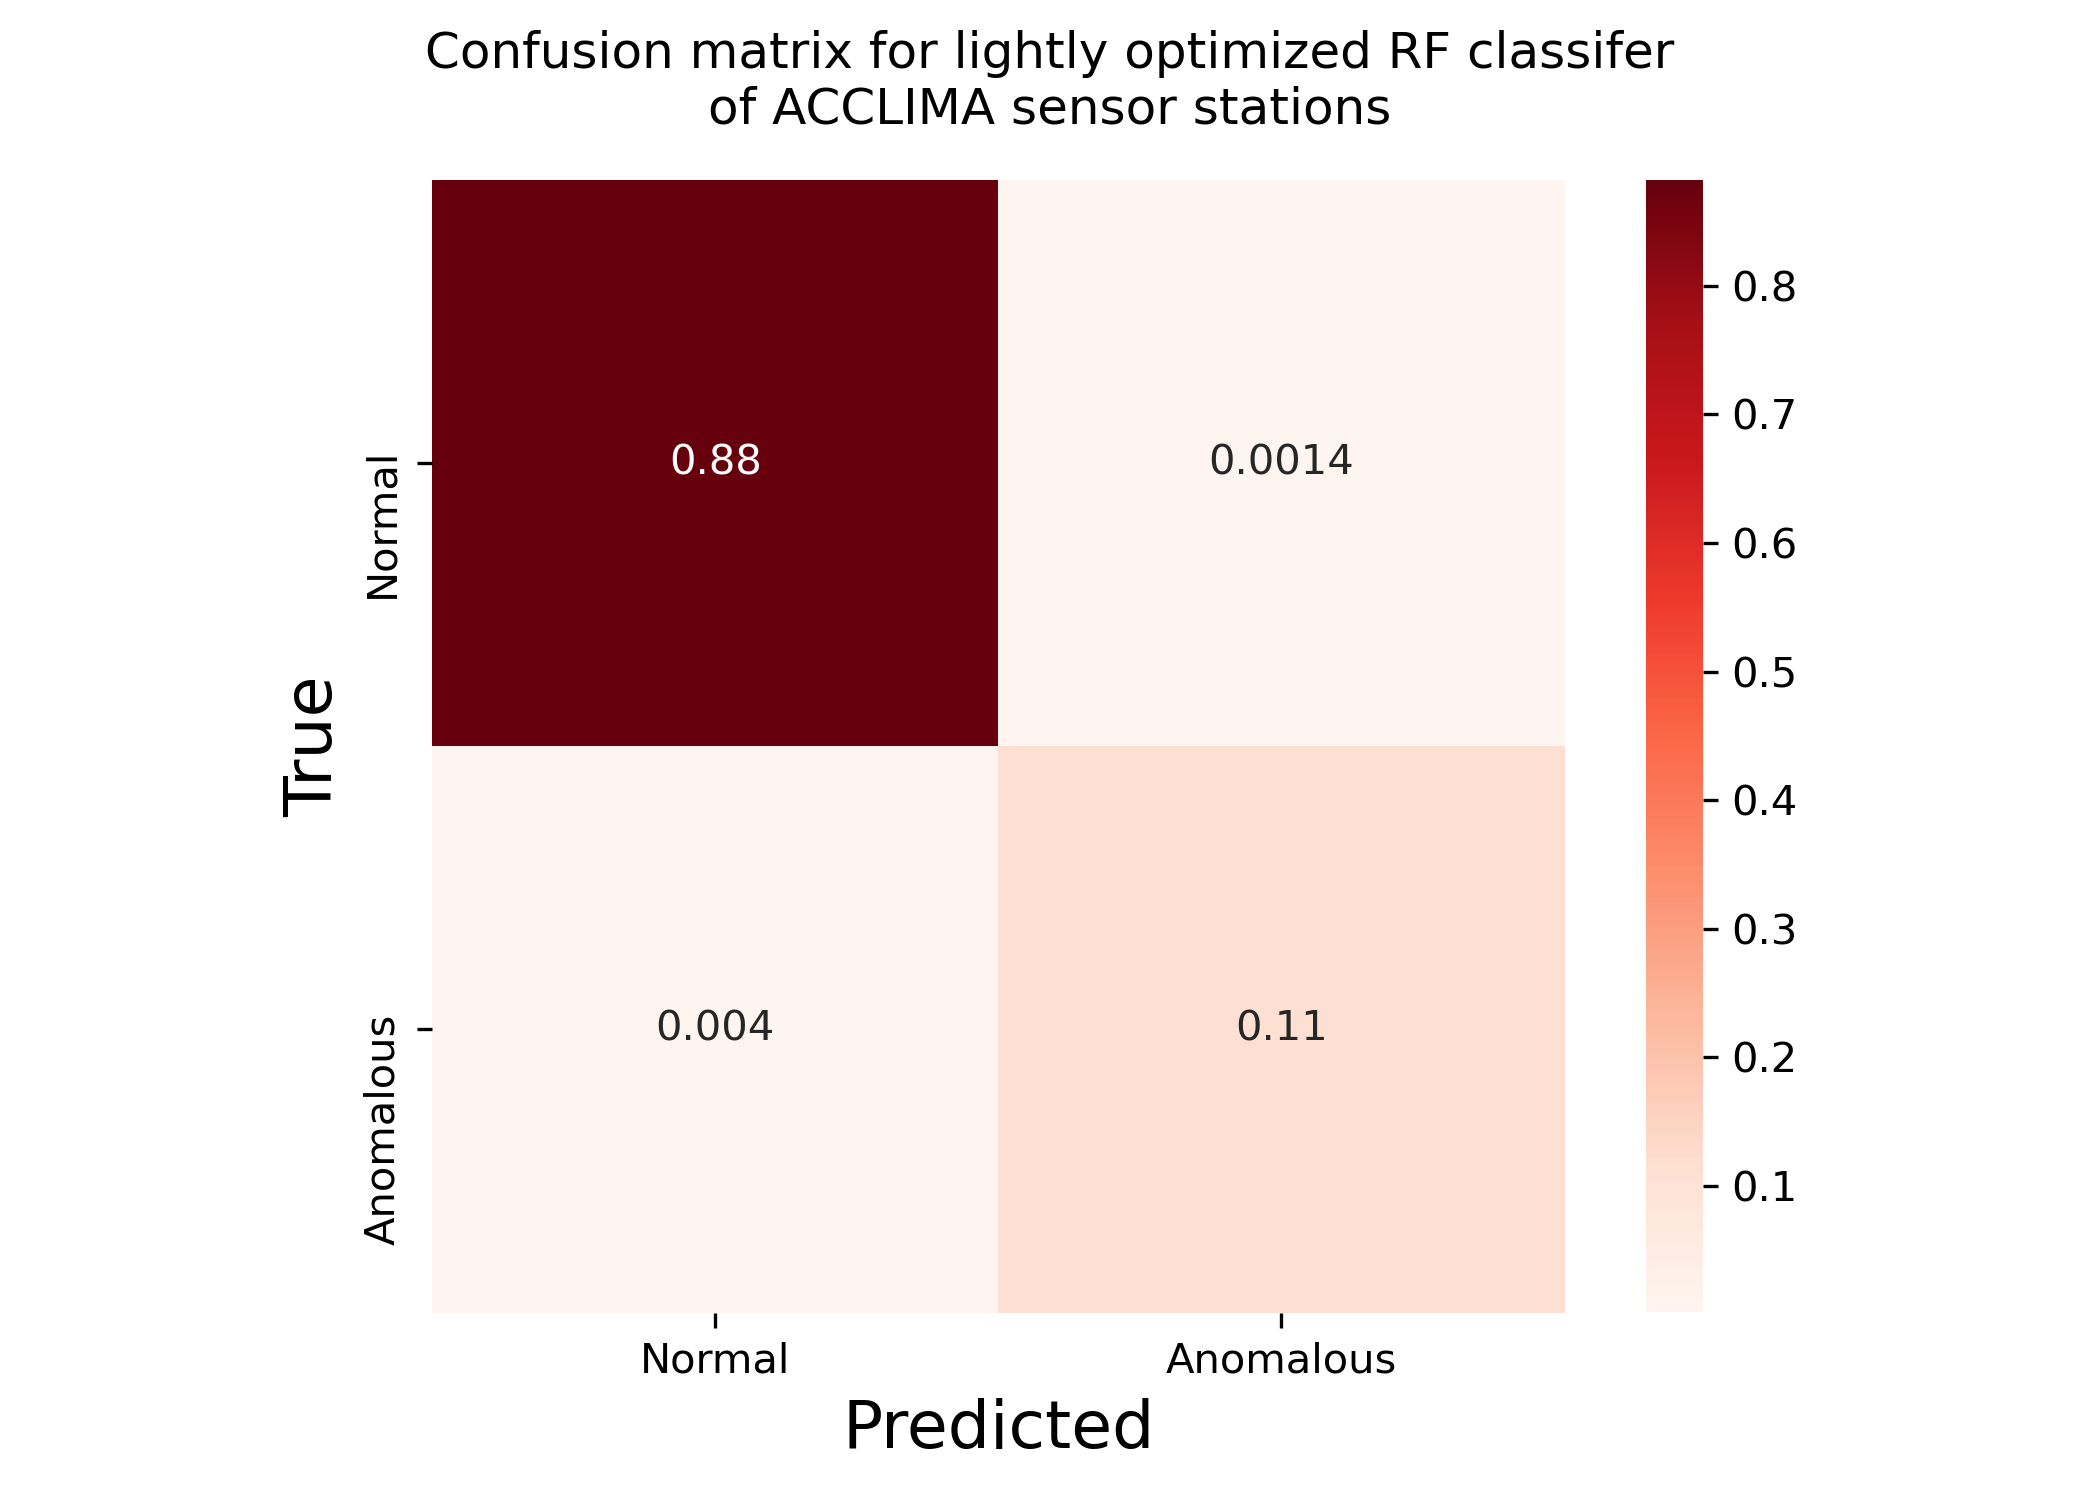 Confusion matrix for lightly optimized RF classifer
of ACCLIMA sensor stations
True
Normal
0.88
0.0014
Anomalous
0.004
0.11
Normal
Anomalous
Predicted
0.8
0.7
0.6
0.5
0.4
0.3
0.2
0.1